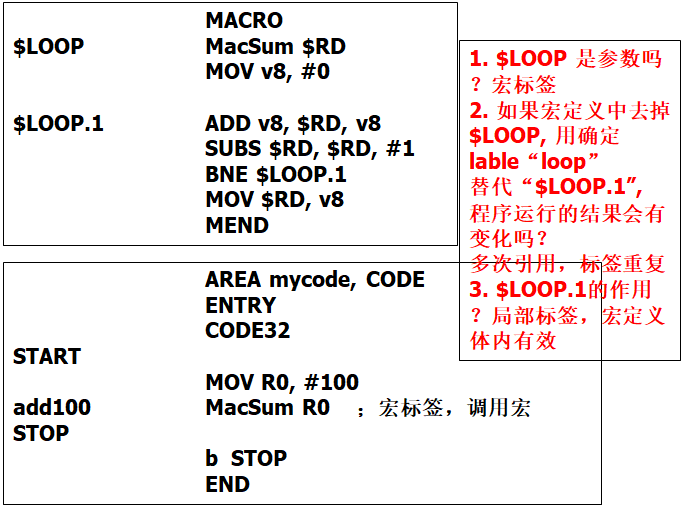 MACRO
$LOOP MacSum $RD
MOV v8, #0
$LOOP.1 ADD v8, $RD, v8
SUBS $RD, $RD, #1
BNE $LOOP.1
MOV $RD, v8
MEND
1. $LOOP 是参数吗
？宏标签
2. 如果宏定义中去掉
$LOOP, 用确定
lable“loop”
替代“$LOOP.1”,
程序运行的结果会有
变化吗？
多次引用，标签重复
3. $LOOP.1的作用
？局部标签，宏定义
体内有效
AREA mycode, CODE
ENTRY
CODE32
START
MOV R0, #100
add100 MacSum R0 ；宏标签，调用宏
STOP
b STOP
END